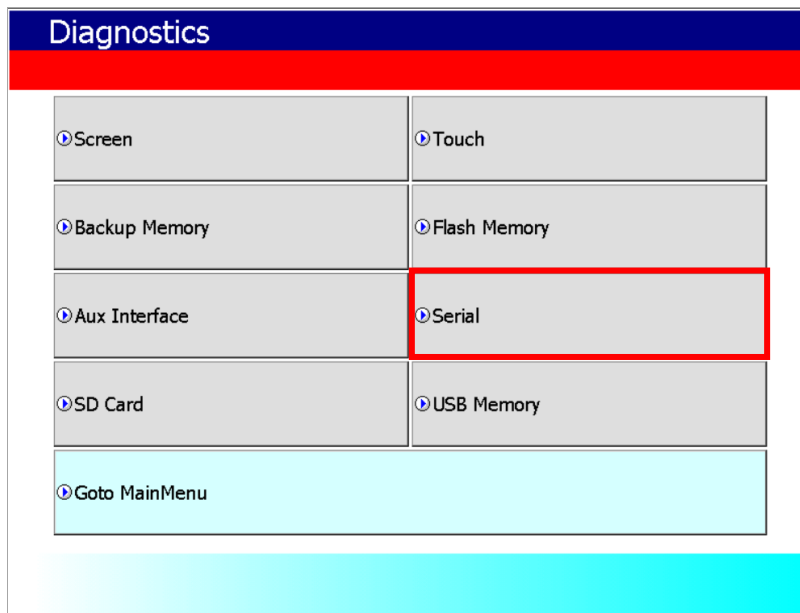 Diagnostics
Screen
Touch
Backup Memory
Flash Memory
Aux Interface
Serial
SD Card
USB Memory
Goto MainMenu